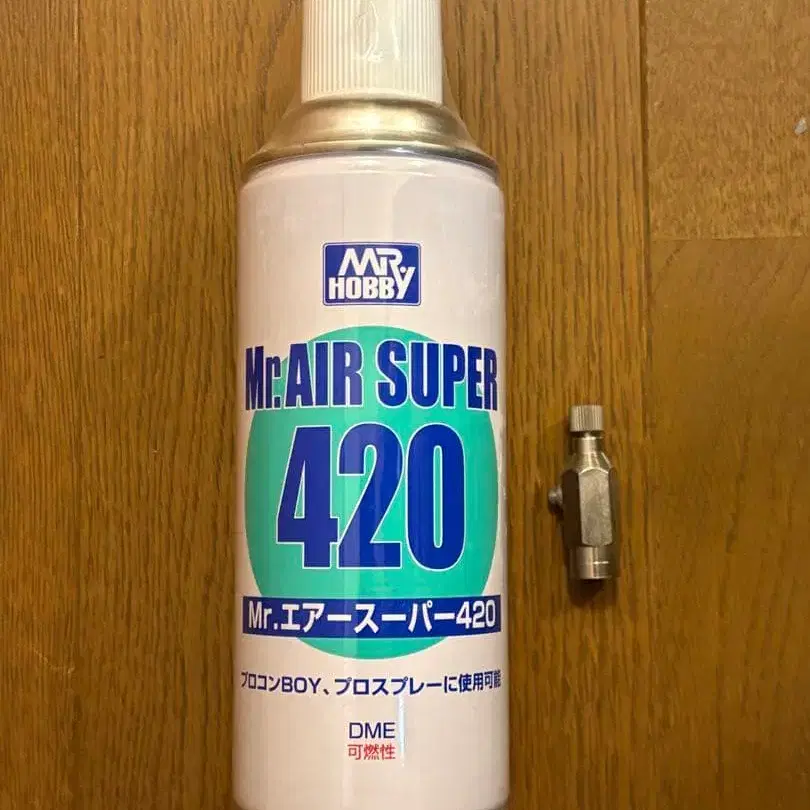 MR.
HOBBY
Mr.AIR SUPER
420
Mr.エアースーパー420
プロコンBOY、プロスプレーに使用可能
DME
可燃性